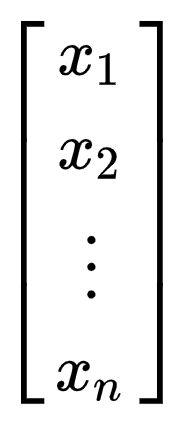 x₁
x₂
⋮
xₙ